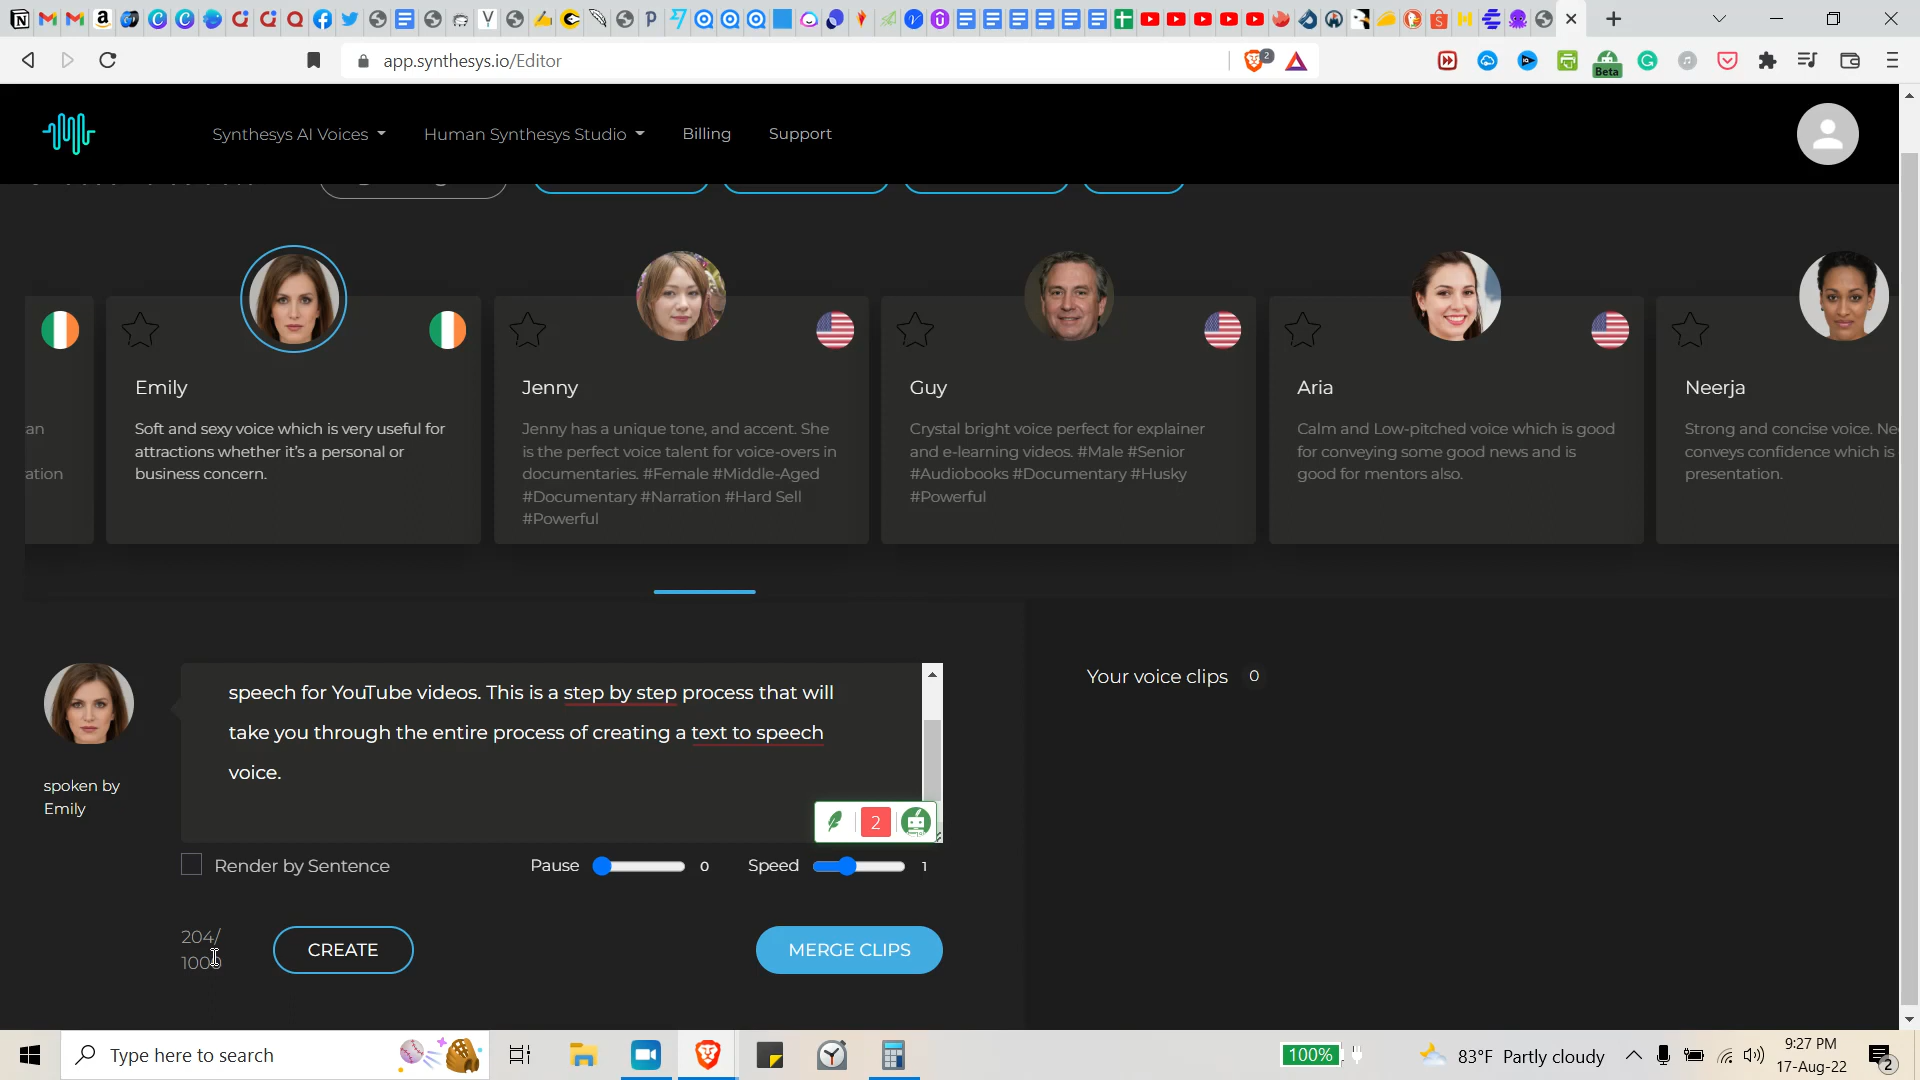 app.synthesys.io/Editor
2
Beta
Synthesys AI Voices
Human Synthesys Studio
Billing
Support
an
ation
Emily
Soft and sexy voice which is very useful for
attractions whether it's a personal or
business concern.
Jenny
Jenny has a unique tone, and accent. She
is the perfect voice talent for voice-overs in
documentaries. #Female #Middle-Aged
#Documentary #Narration #Hard Sell
#Powerful
Guy
Crystal bright voice perfect for explainer
and e-learning videos. #Male #Senior
#Audiobooks #Documentary #Husky
#Powerful
Aria
Calm and Low-pitched voice which is good
for conveying some good news and is
good for mentors also.
Neerja
Strong and concise voice. Ne
conveys confidence which is
presentation.
spoken by
Emily
speech for YouTube videos. This is a step by step process that will
take you through the entire process of creating a text to speech
voice.
2
Render by Sentence
Pause 0
Speed 1
204/
1000
CREATE
MERGE CLIPS
Your voice clips 0
Type here to search
100%
83°F Partly cloudy
9:27 PM
17-Aug-22
2